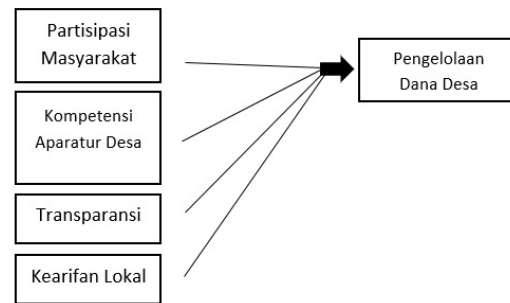 Partisipasi
Masyarakat
Kompetensi
Aparatur Desa
Transparansi
Kearifan Lokal
Pengelolaan
Dana Desa